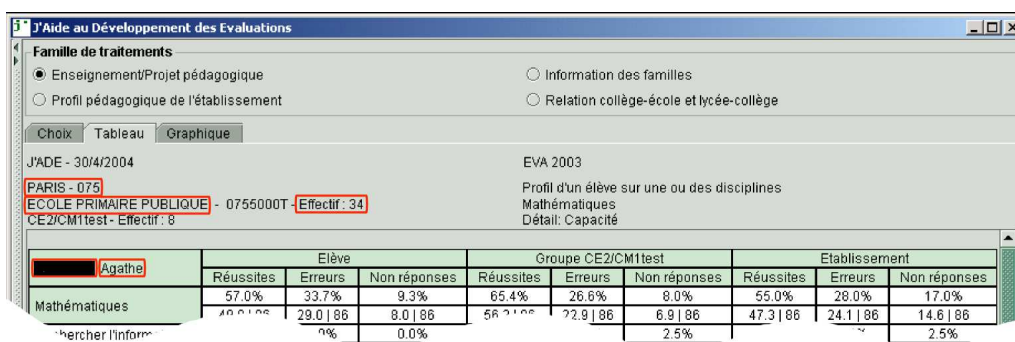 J'Aide au Développement des Evaluations
Famille de traitements
Enseignement/Projet pédagogique
Information des familles
Profil pédagogique de l'établissement
Relation collège-école et lycée-collège
Choix Tableau Graphique
J'ADE - 30/4/2004 EVA 2003
PARIS - 075 Profil d'un élève sur une ou des disciplines
ECOLE PRIMAIRE PUBLIQUE - 0755000T - Effectif : 34 Mathématiques
CE2/CM1test - Effectif : 8 Détail: Capacité
Agathe Elève Groupe CE2/CM1test Etablissement
Réussites Erreurs Non réponses Réussites Erreurs Non réponses Réussites Erreurs Non réponses
Mathématiques 57.0% 33.7% 9.3% 65.4% 26.6% 8.0% 55.0% 28.0% 17.0%
29.0 | 86 8.0 | 86 22.9 | 86 6.9 | 86 47.3 | 86 24.1 | 86 14.6 | 86
0.0% 2.5% 2.5%